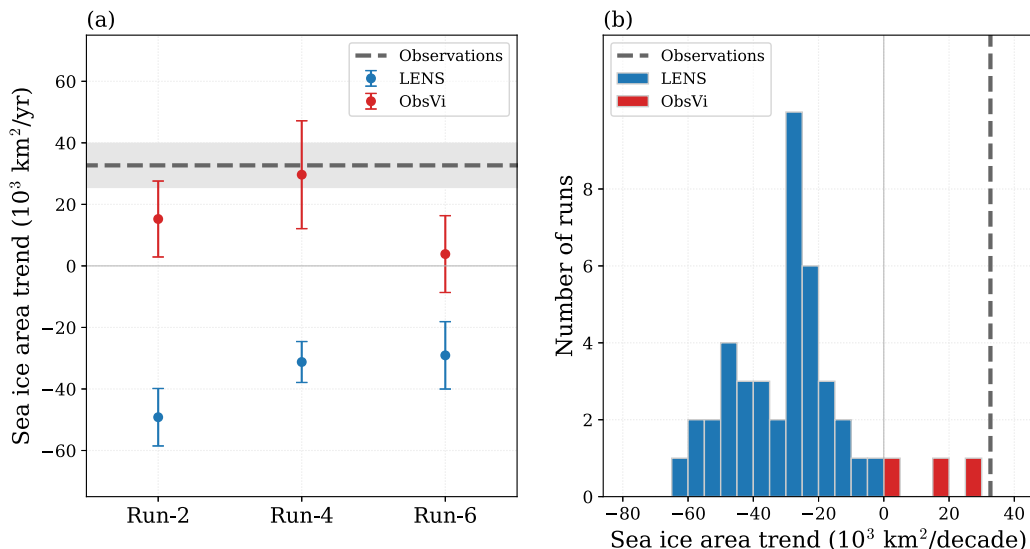 (a)
Sea ice area trend (10³ km²/yr)
60
40
20
0
−20
−40
−60
Run-2 Run-4 Run-6
Observations
LENS
ObsVi
(b)
Number of runs
8
6
4
2
0
−80 −60 −40 −20 0 20 40
Sea ice area trend (10³ km²/decade)
Observations
LENS
ObsVi